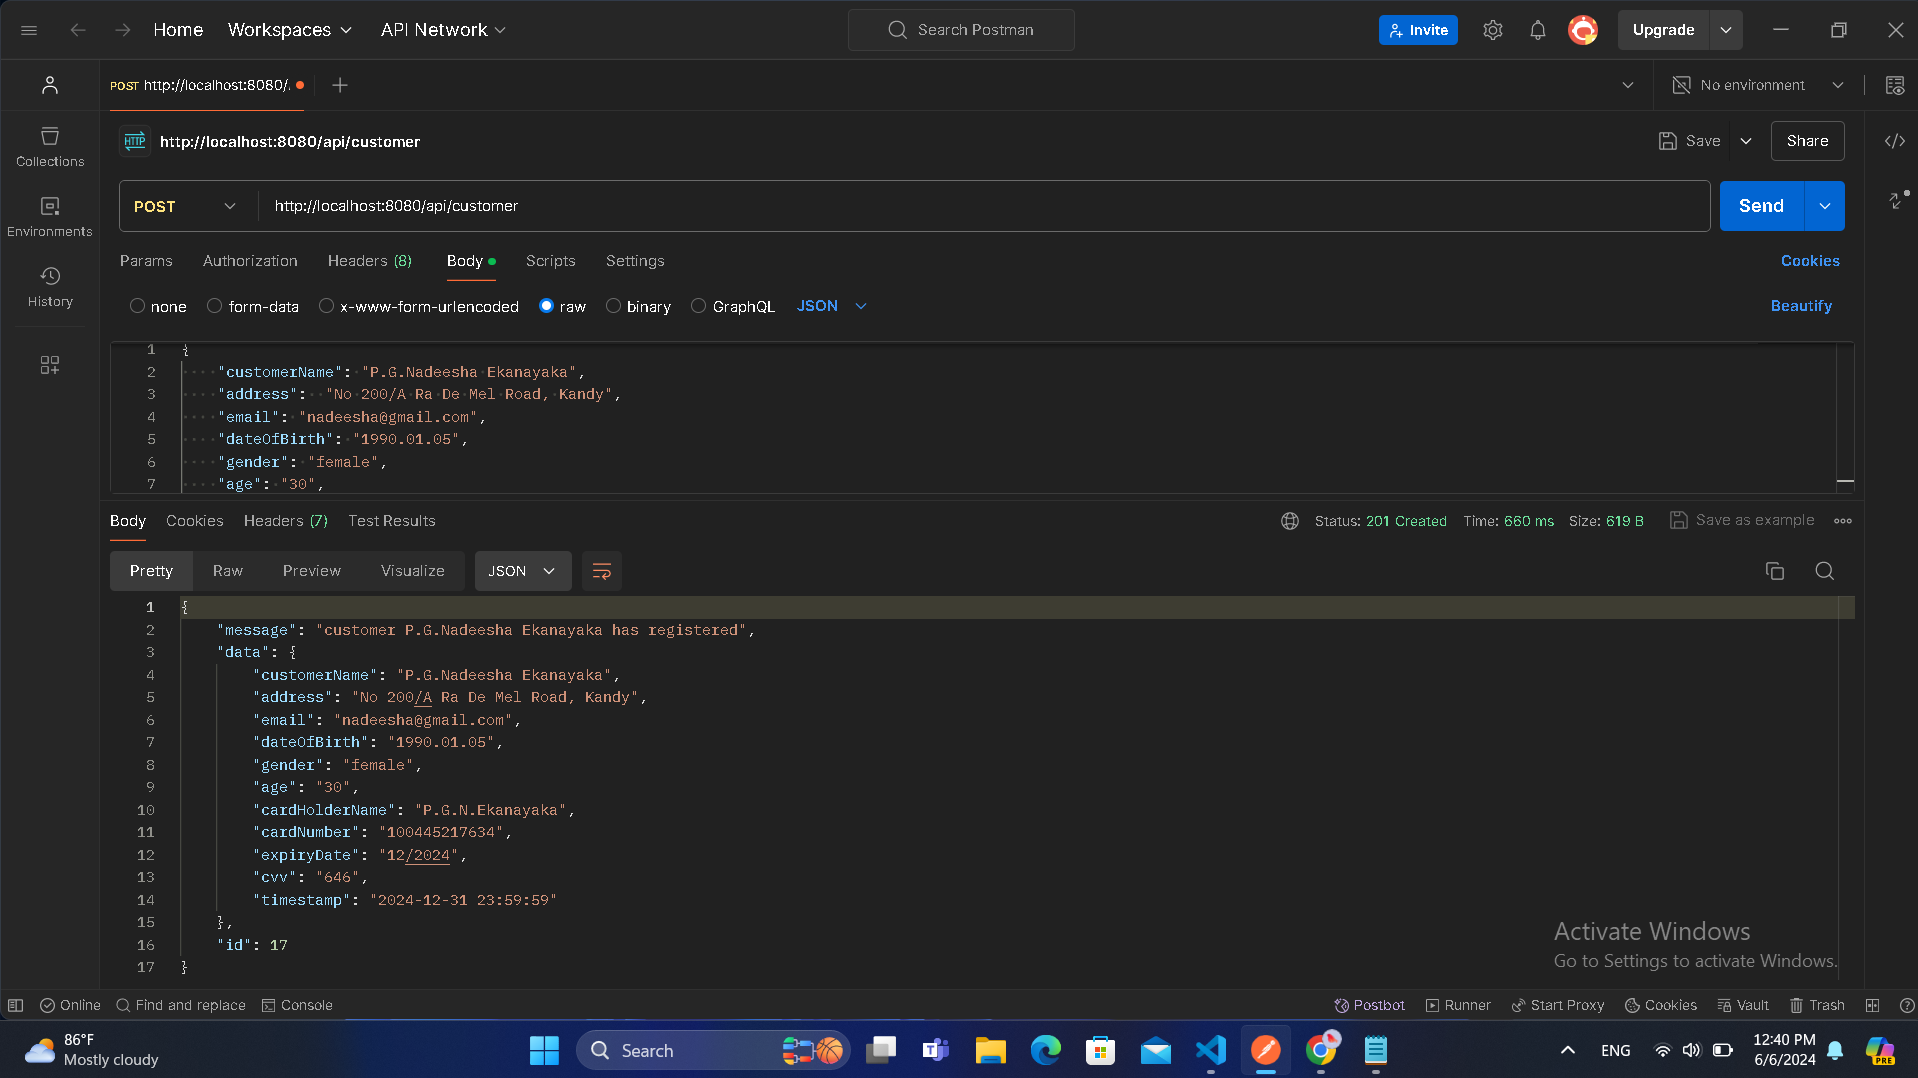 Home Workspaces API Network Search Postman Invite Upgrade
POST http://localhost:8080/. No environment
HTTP http://localhost:8080/api/customer Save Share
Collections
POST http://localhost:8080/api/customer Send
Environments
Params Authorization Headers (8) Body Scripts Settings Cookies
History
none form-data x-www-form-urlencoded raw binary GraphQL JSON Beautify
1 {
2 "customerName": "P.G.Nadeesha Ekanayaka",
3 "address": "No 200/A Ra De Mel Road, Kandy",
4 "email": "nadeesha@gmail.com",
5 "dateOfBirth": "1990.01.05",
6 "gender": "female",
7 "age": "30",
Body Cookies Headers (7) Test Results Status: 201 Created Time: 660 ms Size: 619 B Save as example
Pretty Raw Preview Visualize JSON
1 {
2 "message": "customer P.G.Nadeesha Ekanayaka has registered",
3 "data": {
4 "customerName": "P.G.Nadeesha Ekanayaka",
5 "address": "No 200/A Ra De Mel Road, Kandy",
6 "email": "nadeesha@gmail.com",
7 "dateOfBirth": "1990.01.05",
8 "gender": "female",
9 "age": "30",
10 "cardHolderName": "P.G.N.Ekanayaka",
11 "cardNumber": "100445217634",
12 "expiryDate": "12/2024",
13 "cvv": "646",
14 "timestamp": "2024-12-31 23:59:59"
15 },
16 "id": 17
17 }
Activate Windows
Go to Settings to activate Windows.
Online Find and replace Console Postbot Runner Start Proxy Cookies Vault Trash
86°F
Mostly cloudy
Search
ENG
12:40 PM
6/6/2024
PRE